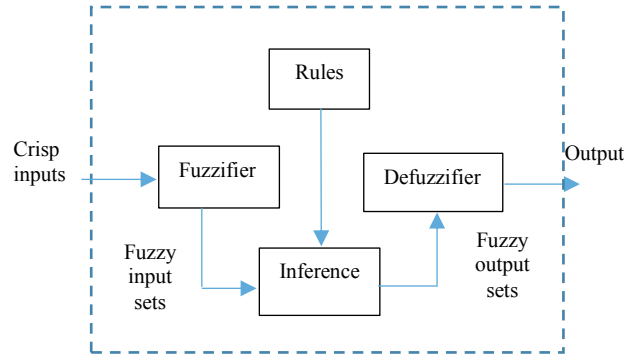 Rules
Crisp
inputs
Fuzzifier
Defuzzifier
Output
Fuzzy
input
sets
Inference
Fuzzy
output
sets